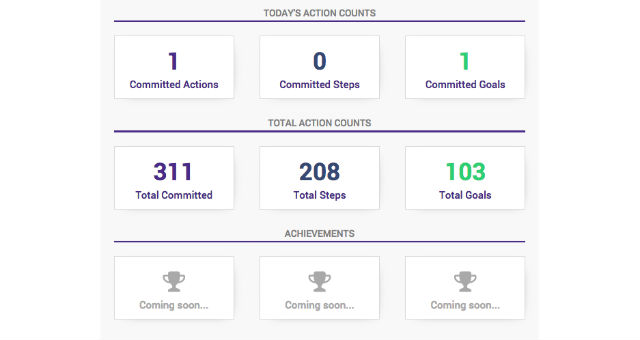 TODAY'S ACTION COUNTS
1 0 1
Committed Actions Committed Steps Committed Goals
TOTAL ACTION COUNTS
311 208 103
Total Committed Total Steps Total Goals
ACHIEVEMENTS
Coming soon... Coming soon... Coming soon...